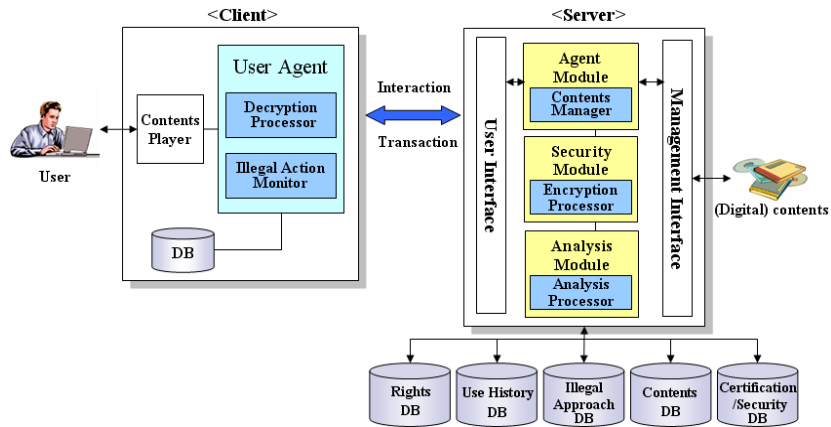 <Client>
User Agent
Decryption
Processor
Illegal Action
Monitor
Contents
Player
User
DB
Interaction
Transaction
<Server>
User Interface
Agent
Module
Contents
Manager
Security
Module
Encryption
Processor
Analysis
Module
Analysis
Processor
Management Interface
(Digital) contents
Rights
DB
Use History
DB
Illegal
Approach
DB
Contents
DB
Certification
/Security
DB